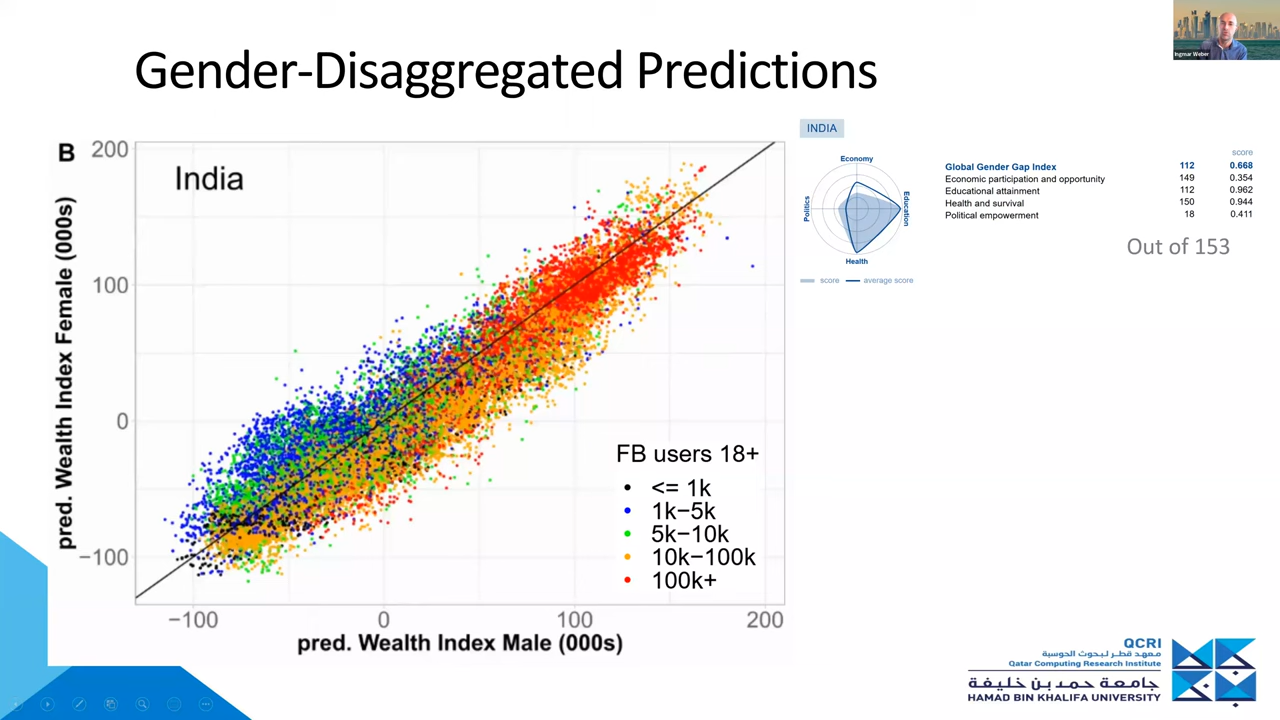 Gender-Disaggregated Predictions
Ingmar Weber
B
India
pred. Wealth Index Female (000s)
200
100
0
−100
−100
0
100
200
pred. Wealth Index Male (000s)
FB users 18+
<= 1k
1k−5k
5k−10k
10k−100k
100k+
INDIA
Economy
Education
Health
Politics
score
average score
score
Global Gender Gap Index 112 0.668
Economic participation and opportunity 149 0.354
Educational attainment 112 0.962
Health and survival 150 0.944
Political empowerment 18 0.411
Out of 153
QCRI
معهد قطر لبحوث الحوسبة
Qatar Computing Research Institute
جامعة حمد بن خليفة
HAMAD BIN KHALIFA UNIVERSITY